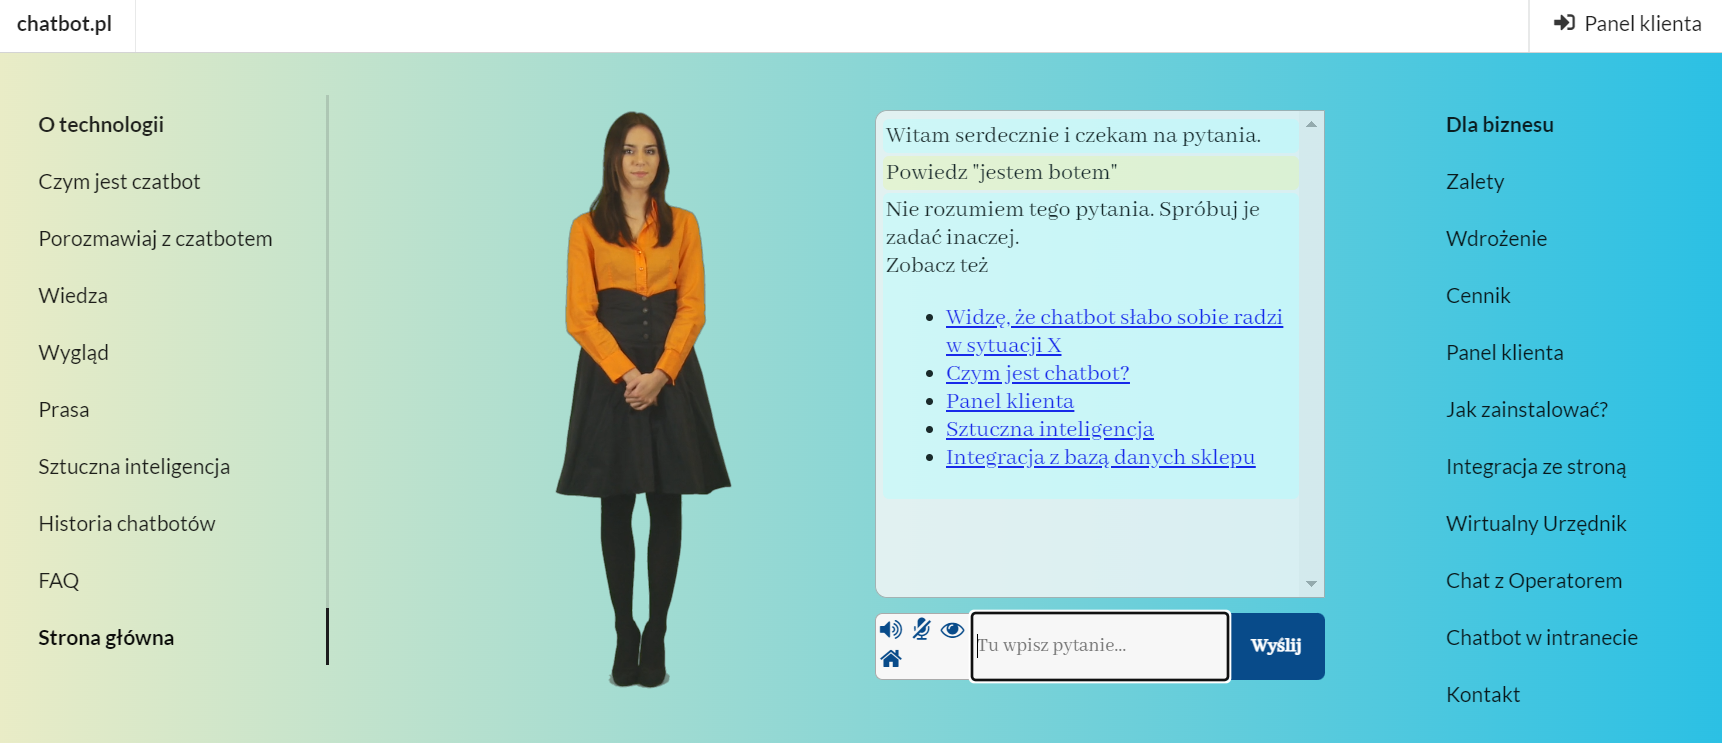 chatbot.pl
Panel klienta
O technologii
Czym jest czatbot
Porozmawiaj z czatbotem
Wiedza
Wygląd
Prasa
Sztuczna inteligencja
Historia chatbotów
FAQ
Strona główna
Witam serdecznie i czekam na pytania.
Powiedz "jestem botem"
Nie rozumiem tego pytania. Spróbuj je
zadać inaczej.
Zobacz też
Widzę, że chatbot słabo sobie radzi
w sytuacji X
Czym jest chatbot?
Panel klienta
Sztuczna inteligencja
Integracja z bazą danych sklepu
Tu wpisz pytanie...
Wyślij
Dla biznesu
Zalety
Wdrożenie
Cennik
Panel klienta
Jak zainstalować?
Integracja ze stroną
Wirtualny Urzędnik
Chat z Operatorem
Chatbot w intranecie
Kontakt